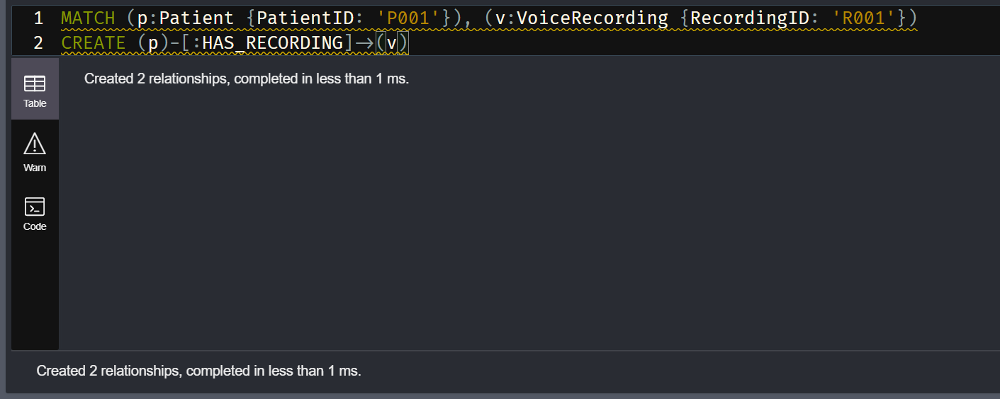 1 MATCH (p:Patient {PatientID: 'P001'}), (v:VoiceRecording {RecordingID: 'R001'})
2 CREATE (p)-[:HAS_RECORDING]→(v)
Created 2 relationships, completed in less than 1 ms.
Table
Warn
Code
Created 2 relationships, completed in less than 1 ms.